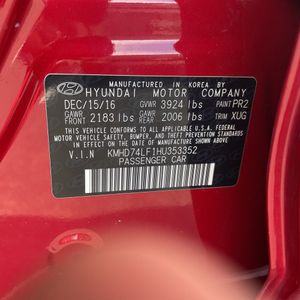 MANUFACTURED IN KOREA BY
HYUNDAI MOTOR COMPANY
DEC/15/16 GVWR 3924 lbs PAINT PR2
GAWR FRONT 2183 lbs GAWR REAR 2006 lbs TRIM XUG
THIS VEHICLE CONFORMS TO ALL APPLICABLE U.S. FEDERAL
MOTOR VEHICLE SAFETY, BUMPER, AND THEFT
PREVENTION STANDARDS IN EFFECT ON THE DATE OF
MANUFACTURE SHOWN ABOVE.
V.I.N KMHD74LF1HU353352
PASSENGER CAR